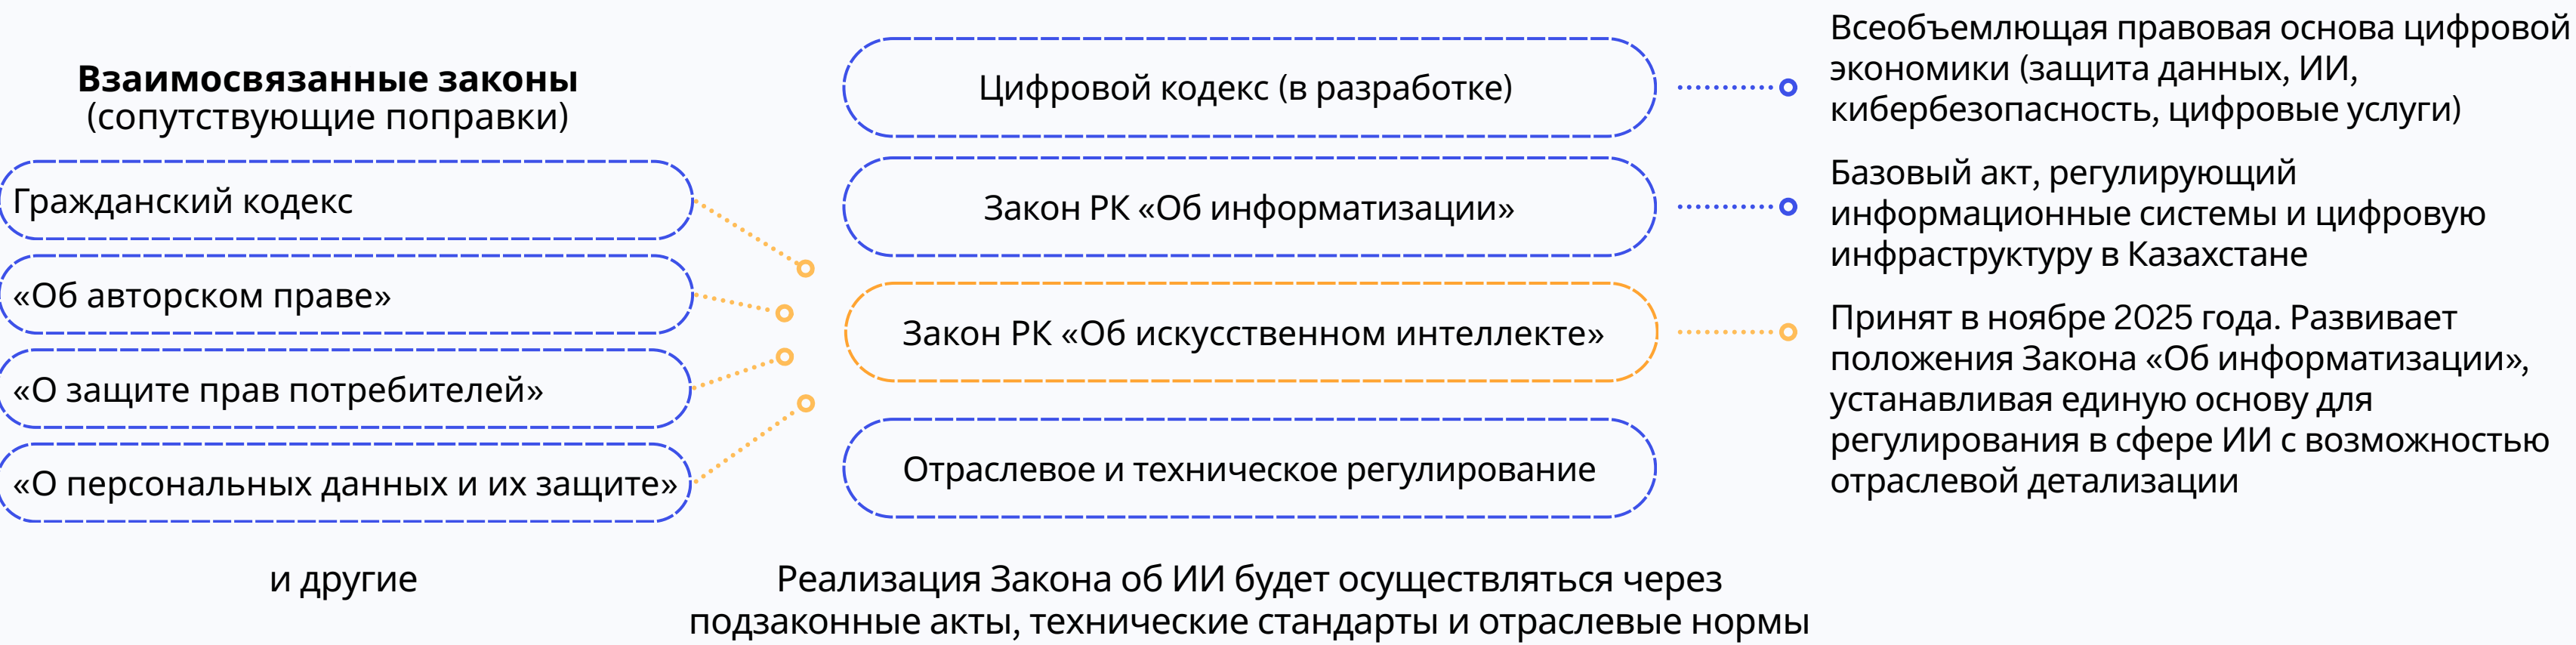 Взаимосвязанные законы
(сопутствующие поправки)
Гражданский кодекс
«Об авторском праве»
«О защите прав потребителей»
«О персональных данных и их защите»
и другие
Цифровой кодекс (в разработке)
Закон РК «Об информатизации»
Закон РК «Об искусственном интеллекте»
Отраслевое и техническое регулирование
Реализация Закона об ИИ будет осуществляться через
подзаконные акты, технические стандарты и отраслевые нормы
Всеобъемлющая правовая основа цифровой
экономики (защита данных, ИИ,
кибербезопасность, цифровые услуги)
Базовый акт, регулирующий
информационные системы и цифровую
инфраструктуру в Казахстане
Принят в ноябре 2025 года. Развивает
положения Закона «Об информатизации»,
устанавливая единую основу для
регулирования в сфере ИИ с возможностью
отраслевой детализации